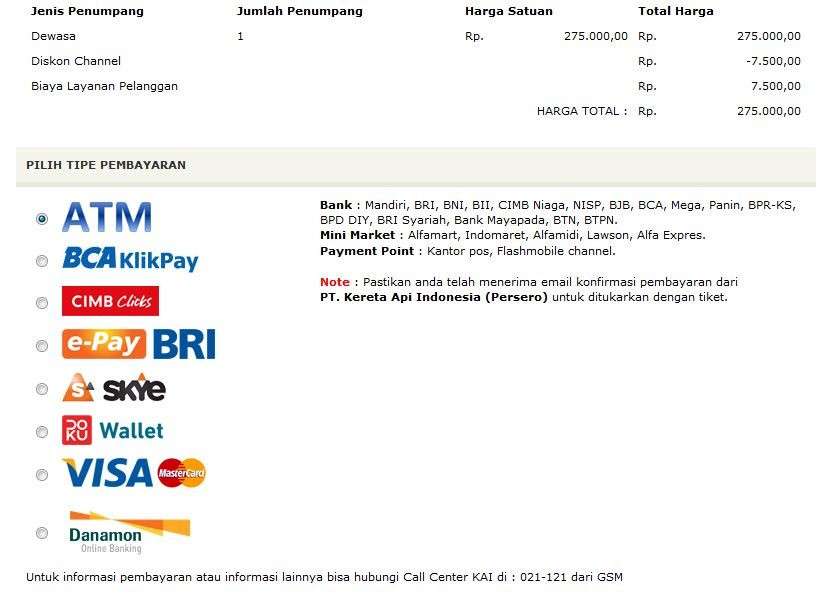 Jenis Penumpang Jumlah Penumpang Harga Satuan Total Harga
Dewasa 1 Rp. 275.000,00 Rp. 275.000,00
Diskon Channel Rp. -7.500,00
Biaya Layanan Pelanggan Rp. 7.500,00
HARGA TOTAL : Rp. 275.000,00
PILIH TIPE PEMBAYARAN
ATM
BCA KlikPay
CIMB Clicks
e-Pay BRI
S SKYE
DOKU Wallet
VISA MasterCard
Danamon
Online Banking
Bank : Mandiri, BRI, BNI, BII, CIMB Niaga, NISP, BJB, BCA, Mega, Panin, BPR-KS,
BPD DIY, BRI Syariah, Bank Mayapada, BTN, BTPN.
Mini Market : Alfamart, Indomaret, Alfamidi, Lawson, Alfa Expres.
Payment Point : Kantor pos, Flashmobile channel.
Note : Pastikan anda telah menerima email konfirmasi pembayaran dari
PT. Kereta Api Indonesia (Persero) untuk ditukarkan dengan tiket.
Untuk informasi pembayaran atau informasi lainnya bisa hubungi Call Center KAI di : 021-121 dari GSM